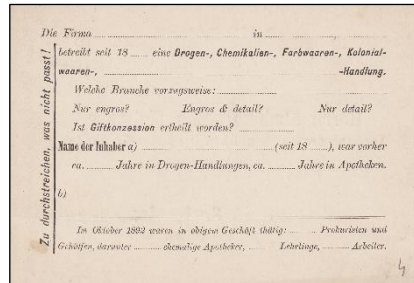 Die Firma ........ in ........, ........
betreibt seit 18 ...... eine Drogen-, Chemikalien-, Farbwaaren-, Kolonial-
waaren-, ........ -Handlung.
Welche Branche vorzugsweise: ........
Nur engros? Engros & detail? Nur detail?
Ist Giftkonzession ertheilt worden? ........
Name der Inhaber a) ........ (seit 18 ......), war vorher
ca. ........ Jahre in Drogen-Handlungen, ca. ........ Jahre in Apotheken.
b)
Im Oktober 1892 waren in obigem Geschäft thätig: ........ Prokuristen und
Gehülfen, darunter ........ ehemalige Apotheker, ........ Lehrlinge, ........ Arbeiter.
Zu durchstreichen, was nicht passt!